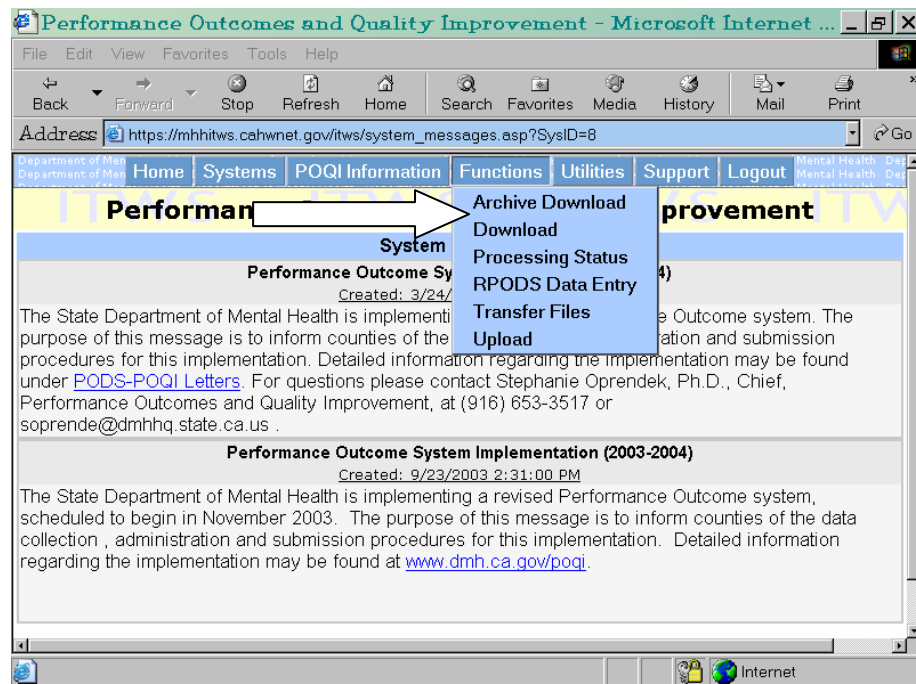 Performance Outcomes and Quality Improvement - Microsoft Internet ...
File Edit View Favorites Tools Help
Back Forward Stop Refresh Home Search Favorites Media History Mail Print »
Address https://mhhitws.cahwnet.gov/itws/system_messages.asp?SysID=8 Go
Home Systems POQI Information Functions Utilities Support Logout
Archive Download
Download
Processing Status
RPODS Data Entry
Transfer Files
Upload
Perfor provement
System
Performance Outcome Sy 4)
Created: 3/24/
The State Department of Mental Health is implementi e Outcome system. The
purpose of this message is to inform counties of the ration and submission
procedures for this implementation. Detailed information regarding the implementation may be found
under PODS-POQI Letters. For questions please contact Stephanie Oprendek, Ph.D., Chief,
Performance Outcomes and Quality Improvement, at (916) 653-3517 or
soprende@dmhhq.state.ca.us .
Performance Outcome System Implementation (2003-2004)
Created: 9/23/2003 2:31:00 PM
The State Department of Mental Health is implementing a revised Performance Outcome system,
scheduled to begin in November 2003. The purpose of this message is to inform counties of the data
collection , administration and submission procedures for this implementation. Detailed information
regarding the implementation may be found at www.dmh.ca.gov/poqi.
Internet